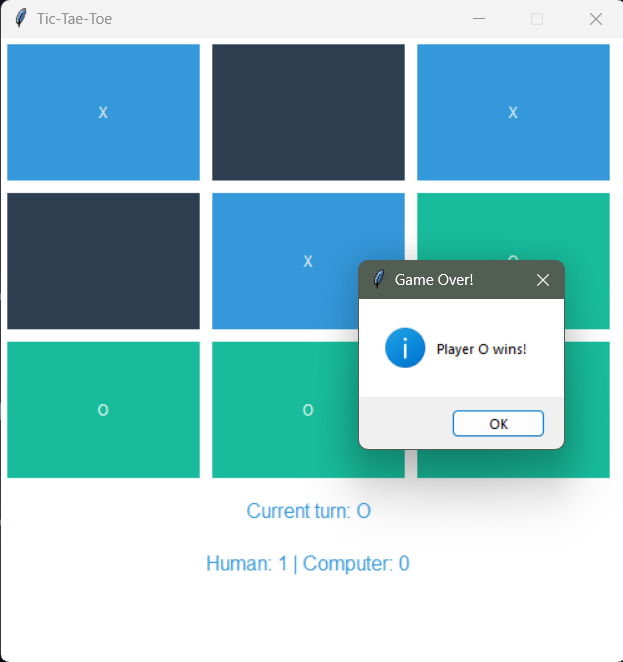 Tic-Tae-Toe
X X
X O
Game Over!
Player O wins!
OK
O O
Current turn: O
Human: 1 | Computer: 0